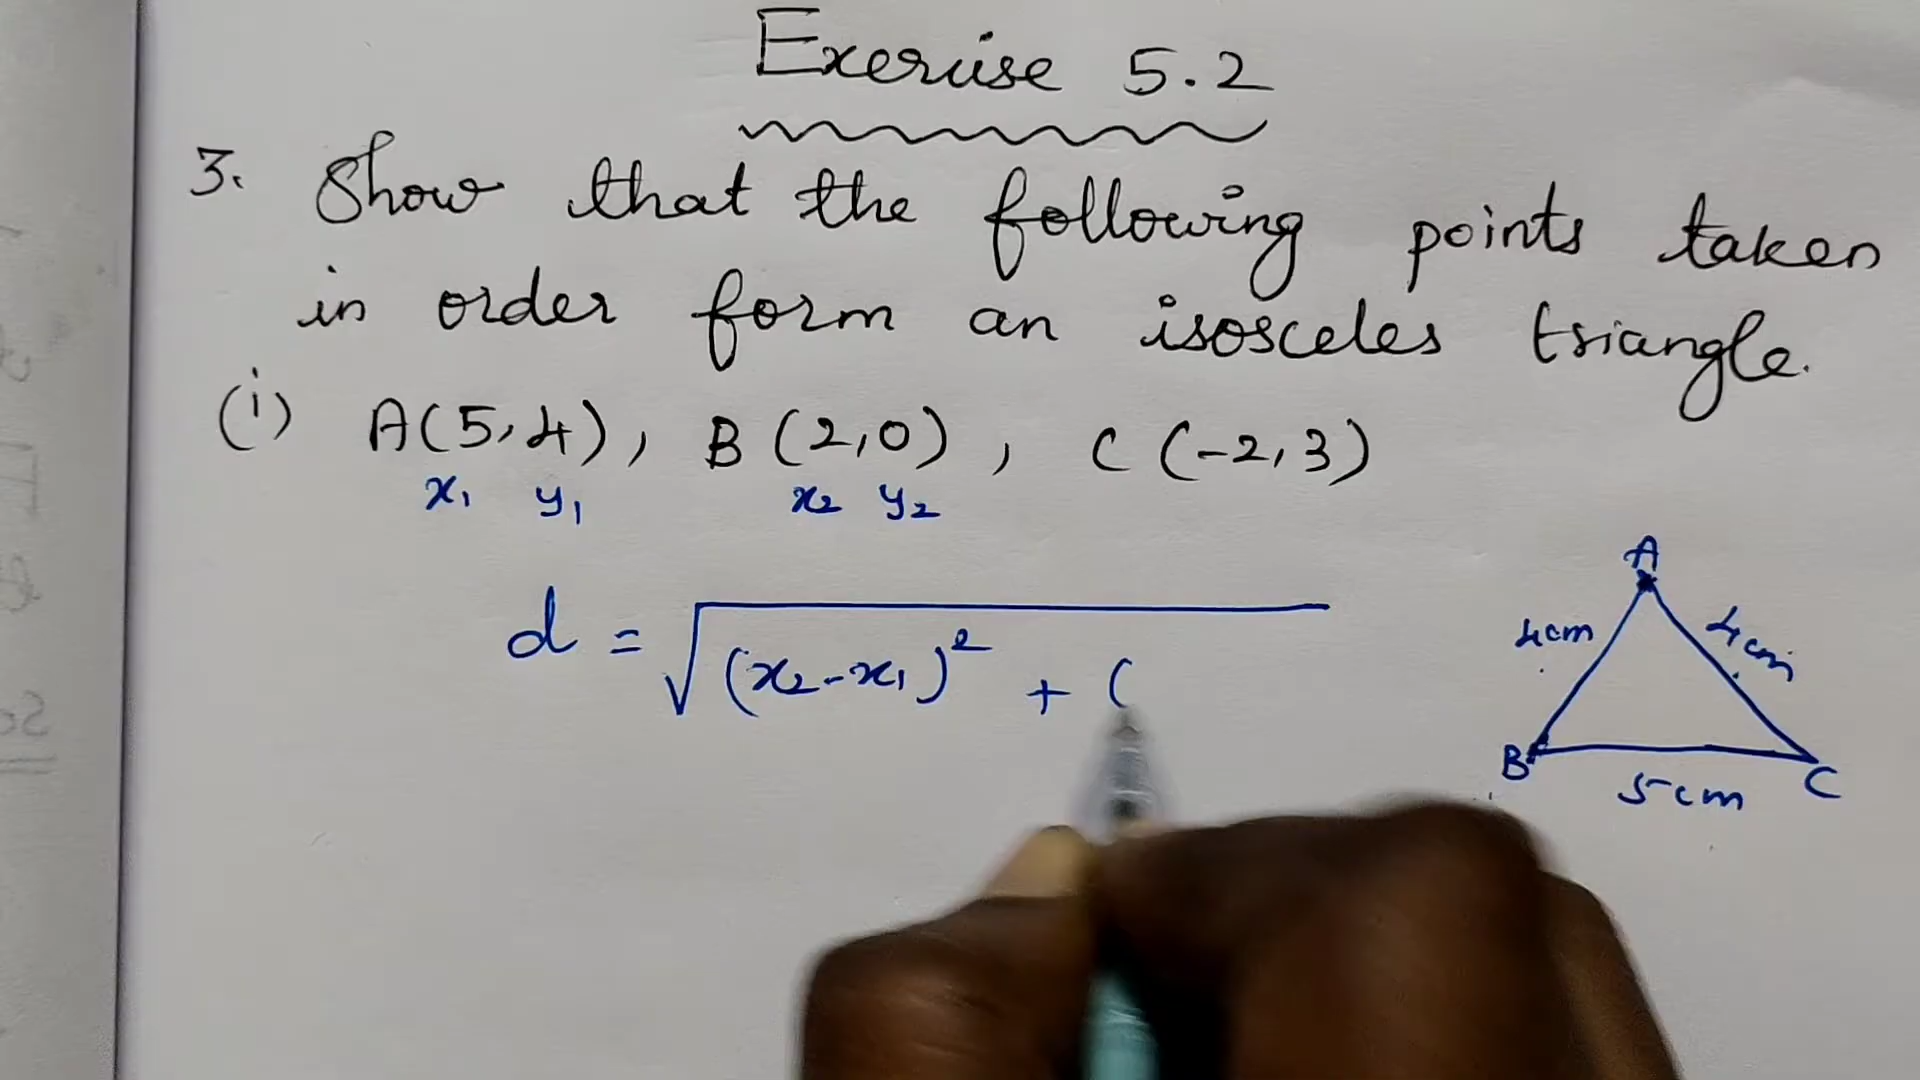 Exercise 5.2
3. Show that the following points taken
in order form an isosceles triangle.
(i) A(5,4), B(2,0), C(-2,3)
x₁ y₁ x₂ y₂
d = √(x₂-x₁)² + (
A
4cm 4cm
B C
5cm